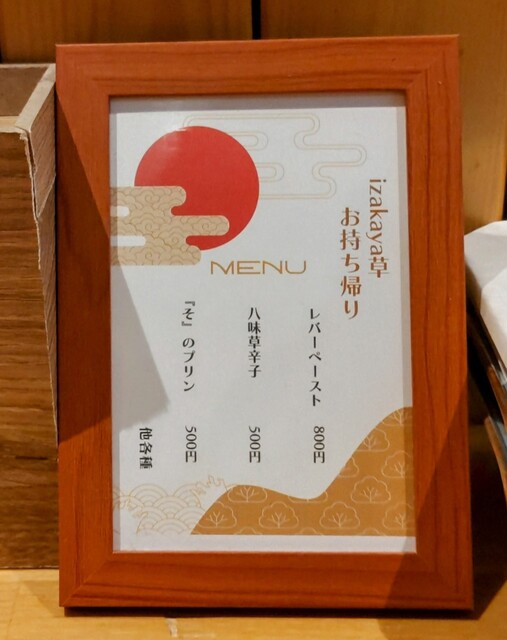 izakaya草
お持ち帰り
MENU
レバーペースト 800円
八味草辛子 500円
『そ』のプリン 500円
他各種